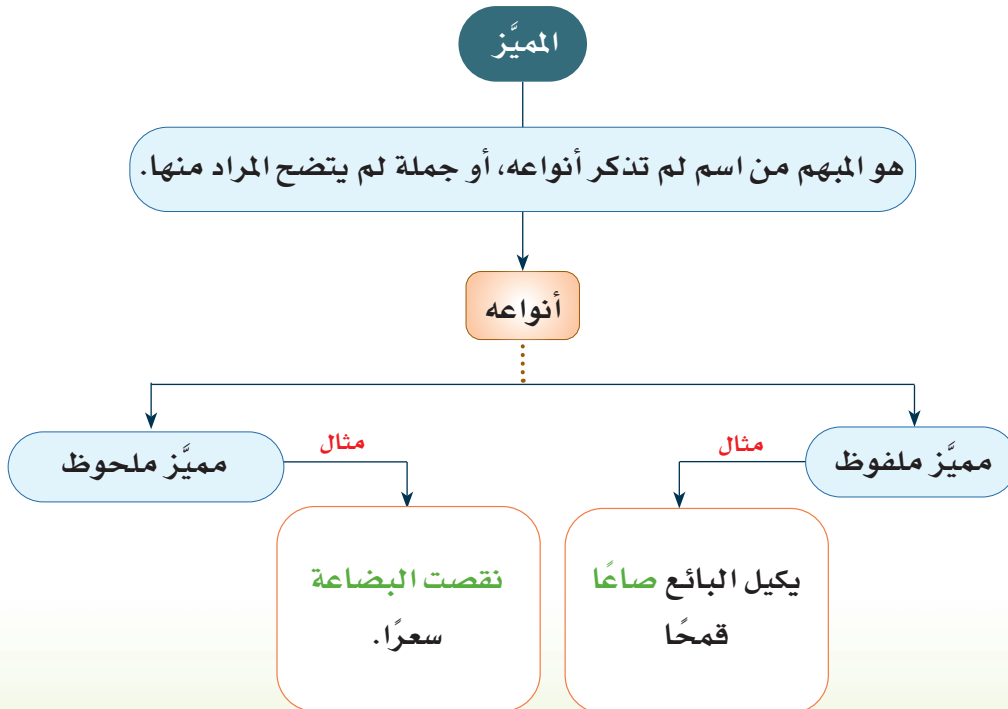 المميَّز
هو المبهم من اسم لم تذكر أنواعه، أو جملة لم يتضح المراد منها.
أنواعه
مميَّز ملفوظ
مثال
يكيل البائع صاعًا
قمحًا
مميَّز ملحوظ
مثال
نقصت البضاعة
سعرًا.